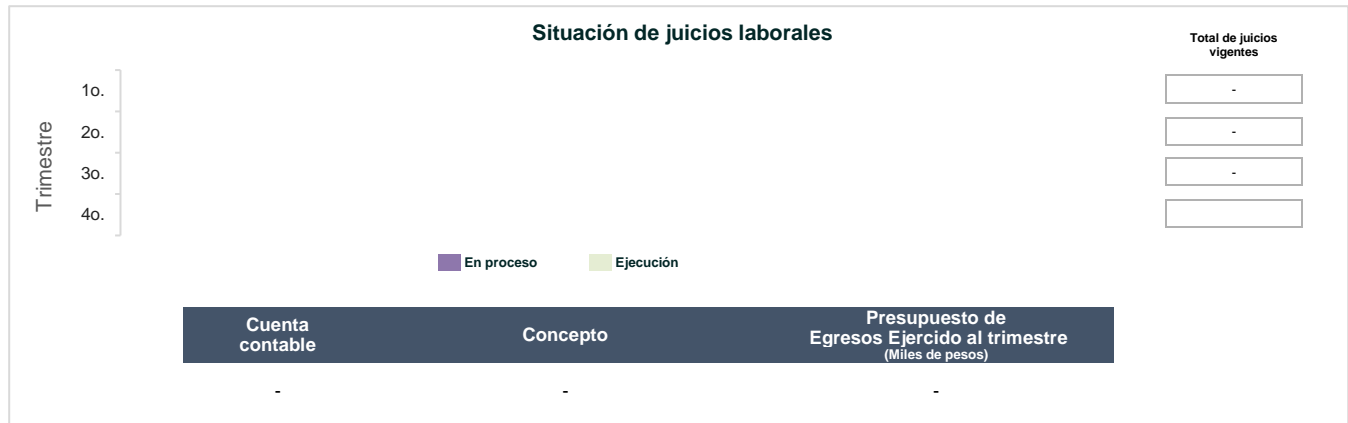 Situación de juicios laborales
Total de juicios
vigentes
Trimestre
1o.
-
2o.
-
3o.
-
4o.
En proceso
Ejecución
Cuenta
contable
Concepto
Presupuesto de
Egresos Ejercido al trimestre
(Miles de pesos)
-
-
-